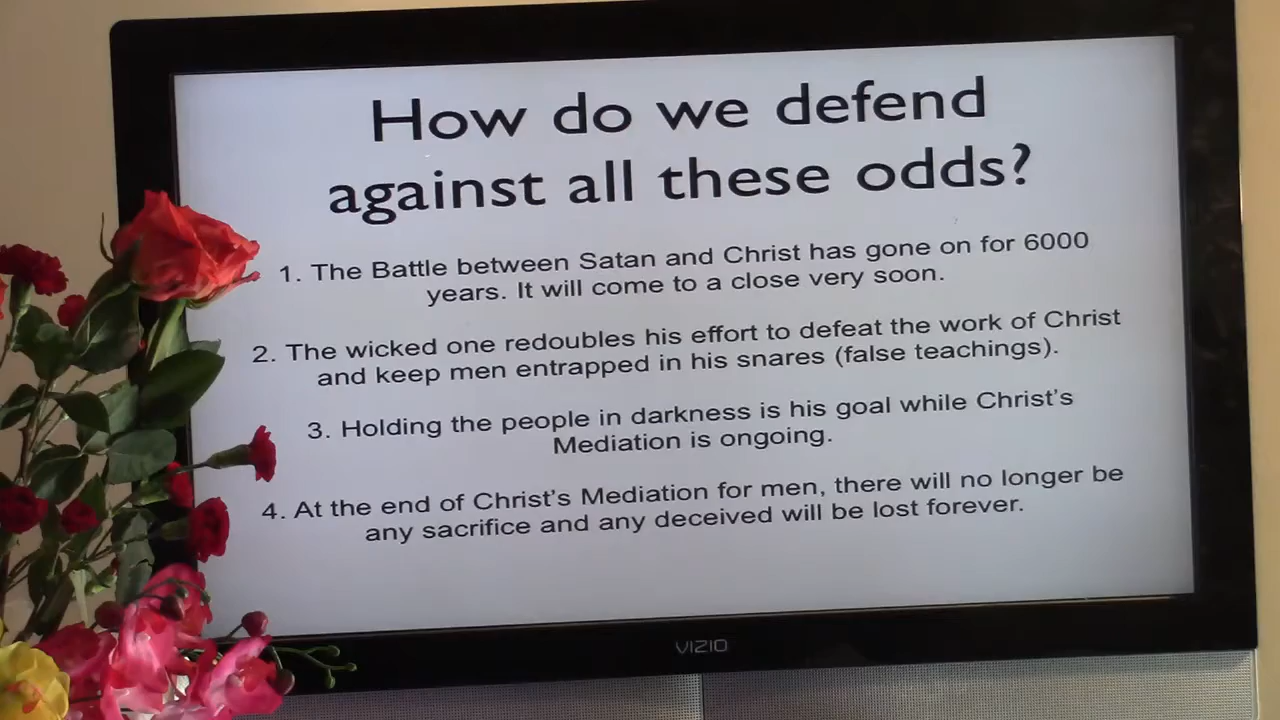 How do we defend
against all these odds?
1. The Battle between Satan and Christ has gone on for 6000
years. It will come to a close very soon.
2. The wicked one redoubles his effort to defeat the work of Christ
and keep men entrapped in his snares (false teachings).
3. Holding the people in darkness is his goal while Christ's
Mediation is ongoing.
4. At the end of Christ's Mediation for men, there will no longer be
any sacrifice and any deceived will be lost forever.
VIZIO